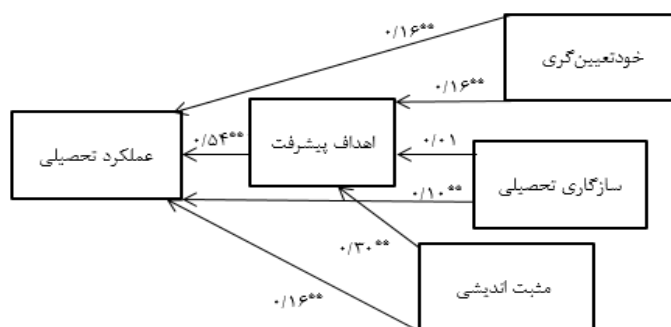 ۰/۱۶**
خودتعیین‌گری
۰/۱۶**
اهداف پیشرفت
عملکرد تحصیلی
۰/۵۴**
۰/۰۱
سازگاری تحصیلی
۰/۱۰**
۰/۳۰**
مثبت اندیشی
۰/۱۶**